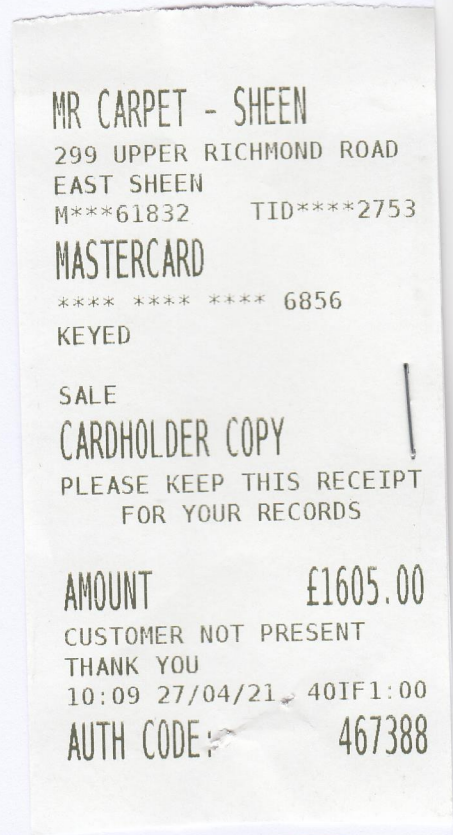 MR CARPET - SHEEN
299 UPPER RICHMOND ROAD
EAST SHEEN
M***61832 TID****2753
MASTERCARD
**** **** **** 6856
KEYED
SALE
CARDHOLDER COPY
PLEASE KEEP THIS RECEIPT
FOR YOUR RECORDS
AMOUNT £1605.00
CUSTOMER NOT PRESENT
THANK YOU
10:09 27/04/21 40IF1:00
AUTH CODE: 467388